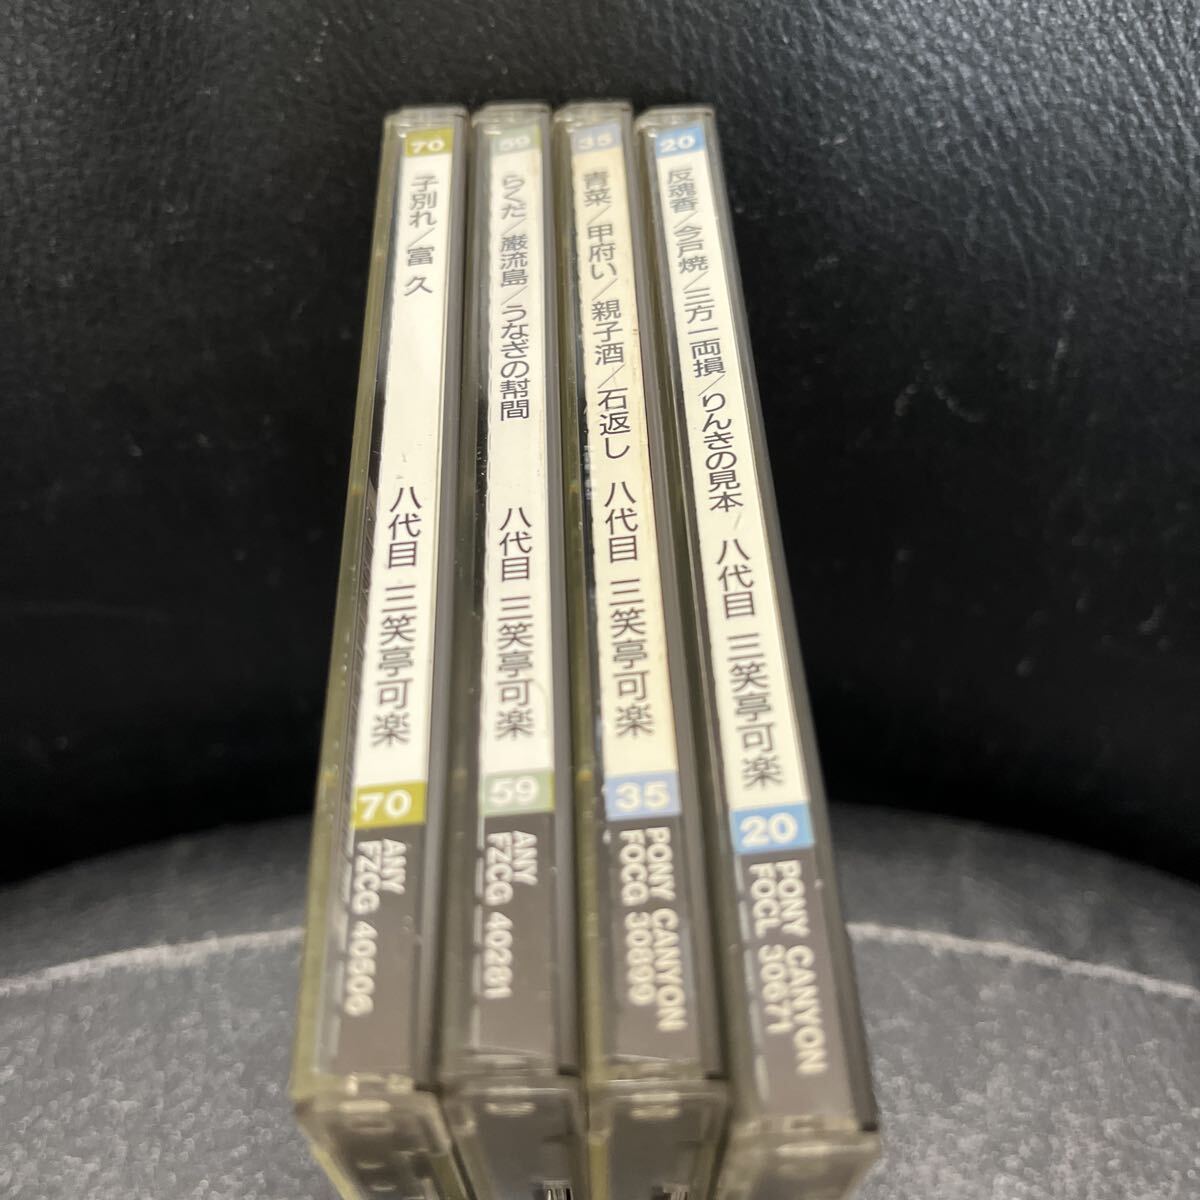 70
子別れ/富久
八代目 三笑亭可楽
70
ANY
FZCG 40506
59
らくだ/巌流島/うなぎの幇間
八代目 三笑亭可楽
59
ANY
FZCG 40281
35
青菜/甲府い/親子酒/石返し
八代目 三笑亭可楽
35
PONY CANYON
FOCG 30899
20
反魂香/今戸焼/三方一両損/りんきの見本
八代目 三笑亭可楽
20
PONY CANYON
FOCL 30671